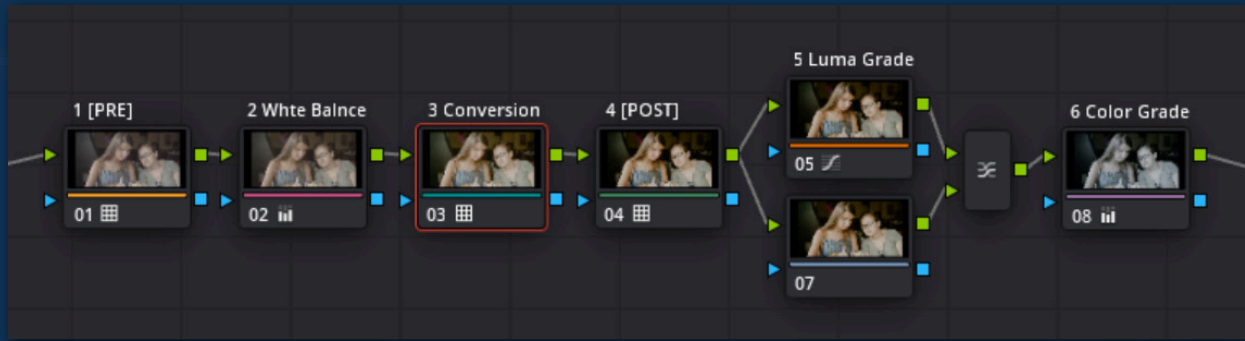 1 [PRE]
2 Whte Balnce
3 Conversion
4 [POST]
5 Luma Grade
6 Color Grade
01
02
03
04
05
07
08